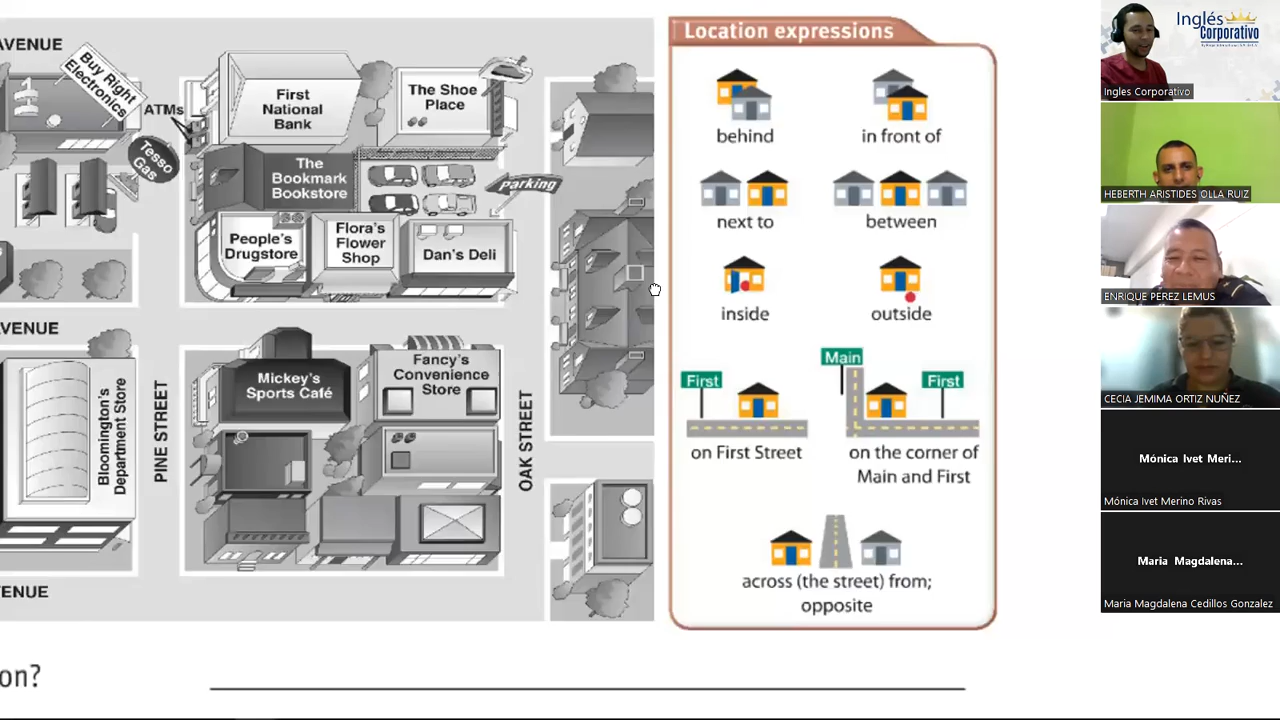 AVENUE
Buy Right
Electronics
ATMs
Tesso
Gas
First
National
Bank
The Shoe
Place
The
Bookmark
Bookstore
Parking
People's
Drugstore
Flora's
Flower
Shop
Dan's Deli
VENUE
Mickey's
Sports Café
Fancy's
Convenience
Store
Bloomington's
Department Store
PINE STREET
OAK STREET
ENUE
on?
Location expressions
behind
in front of
next to
between
inside
outside
First
on First Street
Main
First
on the corner of
Main and First
across (the street) from;
opposite
Inglés
Corporativo
Ingles Corporativo
HEBERTH ARISTIDES OLLA RUIZ
ENRIQUE PEREZ LEMUS
CECIA JEMIMA ORTIZ NUÑEZ
Mónica Ivet Meri...
Mónica Ivet Merino Rivas
Maria Magdalena...
Maria Magdalena Cedillos Gonzalez